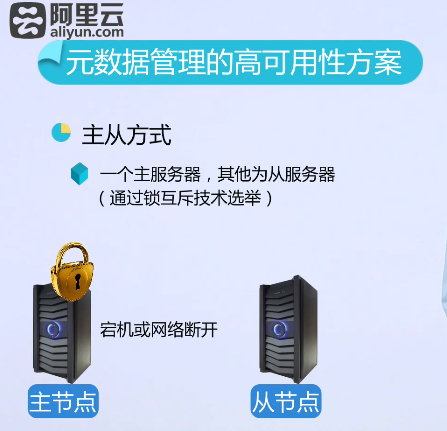 阿里云
aliyun.com
元数据管理的高可用性方案
主从方式
一个主服务器，其他为从服务器
（通过锁互斥技术选举）
宕机或网络断开
主节点
从节点